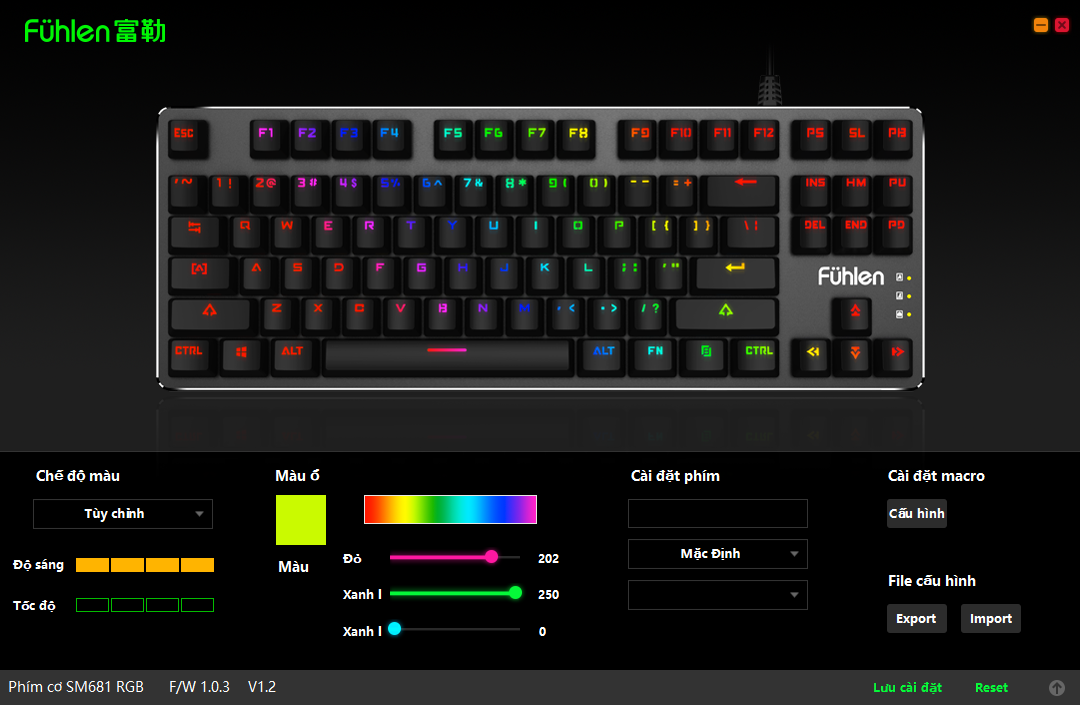 Fühlen 富勒
ESC F1 F2 F3 F4 F5 F6 F7 F8 F9 F10 F11 F12 PS SL PB
'~ 1! 2@ 3# 4$ 5% 6^ 7& 8* 9( 0) -- =+ INS HM PU
Q W E R T Y U I O P [{ ]} \| DEL END PD
[A] A S D F G H J K L ;: '"
Fühlen
Z X C V B N M ,< .> /?
CTRL ALT ALT FN CTRL
Chế độ màu
Màu ổ
Cài đặt phím
Cài đặt macro
Tùy chỉnh
Cấu hình
Mặc Định
Độ sáng
Màu
Đỏ
202
Xanh l
250
Xanh l
0
Tốc độ
File cấu hình
Export
Import
Phím cơ SM681 RGB
F/W 1.0.3
V1.2
Lưu cài đặt
Reset